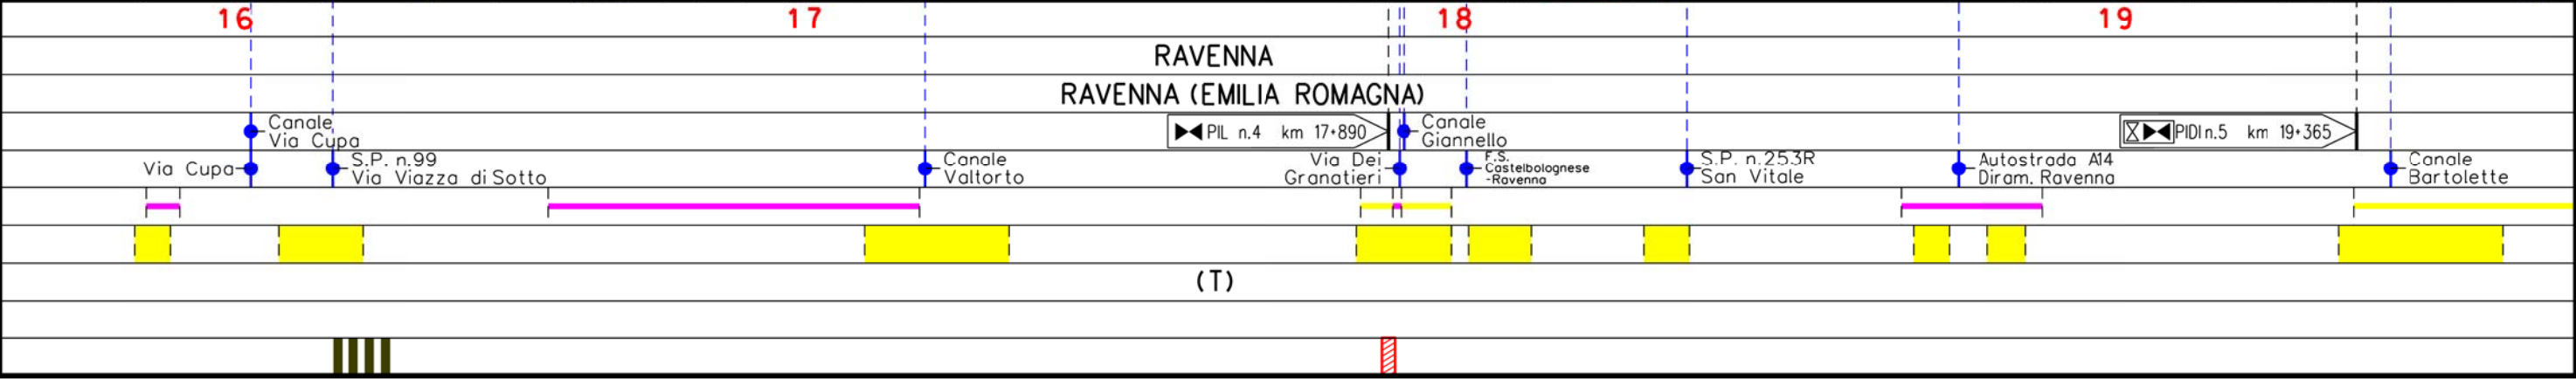 16 17 18 19
RAVENNA
RAVENNA (EMILIA ROMAGNA)
Canale
Via Cupa
PIL n.4 km 17+890
Canale
Giannello
PIDI n.5 km 19+365
Via Cupa
S.P. n.99
Via Viazza di Sotto
Canale
Valtorto
Via Dei
Granatieri
F.S.
Castelbolognese
-Ravenna
S.P. n.253R
San Vitale
Autostrada A14
Diram. Ravenna
Canale
Bartolette
(T)